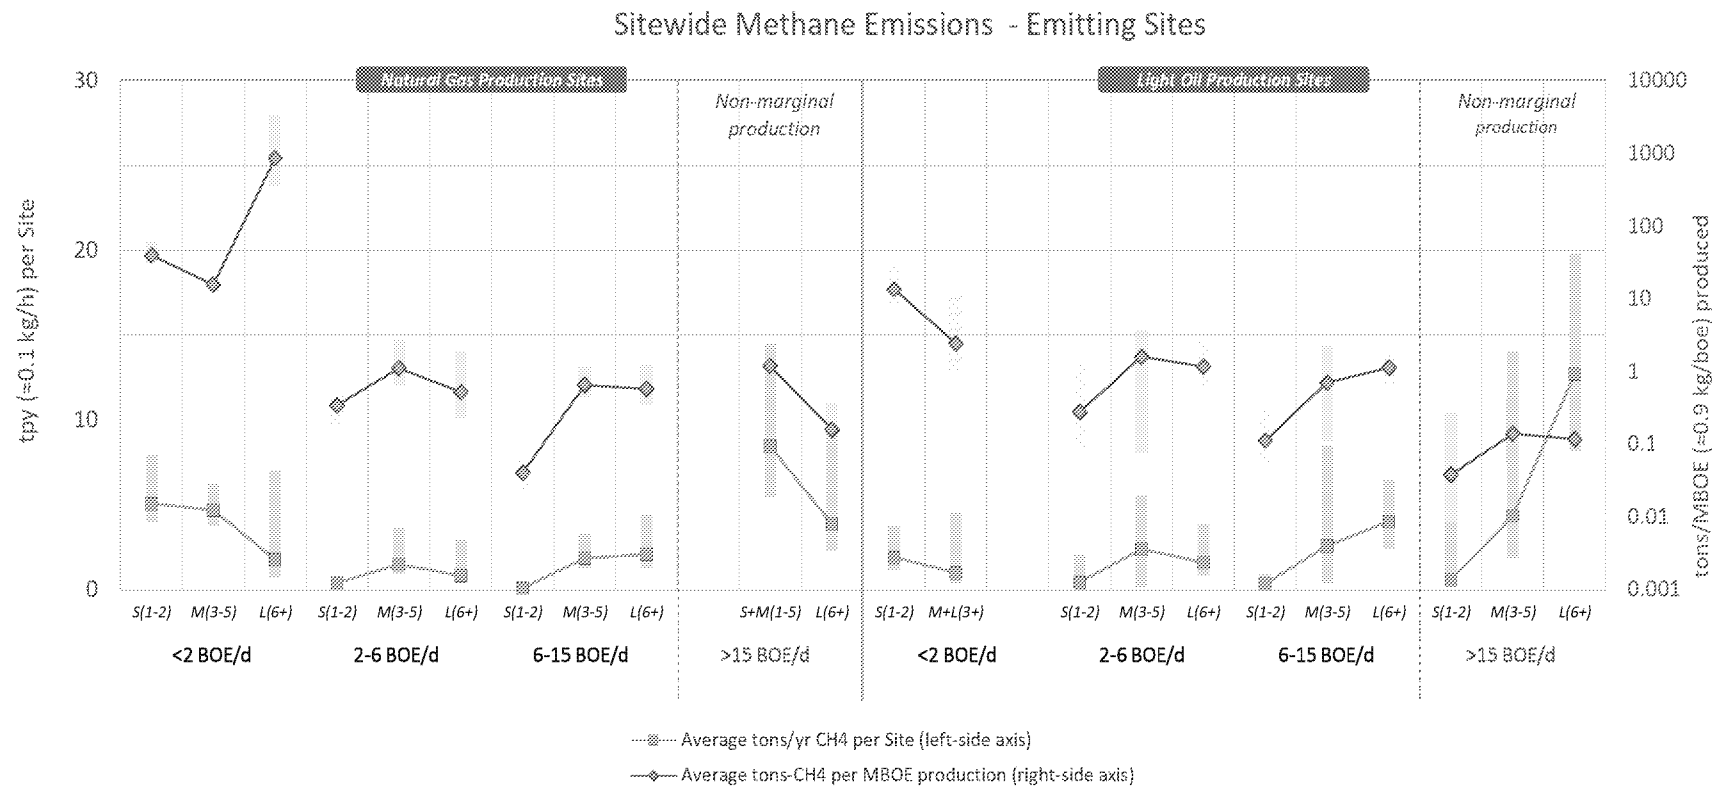 Sitewide Methane Emissions - Emitting Sites
Natural Gas Production Sites
Light Oil Production Sites
Non-marginal
production
Non-marginal
production
30
20
10
0
tpy (≈0.1 kg/h) per Site
10000
1000
100
10
1
0.1
0.01
0.001
tons/MBOE (≈0.9 kg/boe) produced
S(1-2) M(3-5) L(6+) S(1-2) M(3-5) L(6+) S(1-2) M(3-5) L(6+) S+M(1-5) L(6+) S(1-2) M+L(3+) S(1-2) M(3-5) L(6+) S(1-2) M(3-5) L(6+) S(1-2) M(3-5) L(6+)
<2 BOE/d 2-6 BOE/d 6-15 BOE/d >15 BOE/d <2 BOE/d 2-6 BOE/d 6-15 BOE/d >15 BOE/d
Average tons/yr CH4 per Site (left-side axis)
Average tons-CH4 per MBOE production (right-side axis)